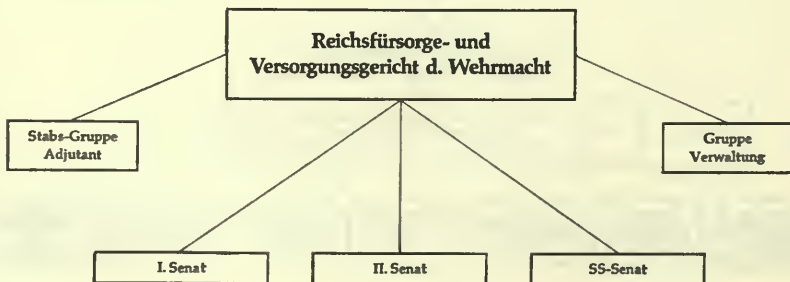 Reichsfürsorge- und
Versorgungsgericht d. Wehrmacht
Stabs-Gruppe
Adjutant
Gruppe
Verwaltung
I. Senat
II. Senat
SS-Senat